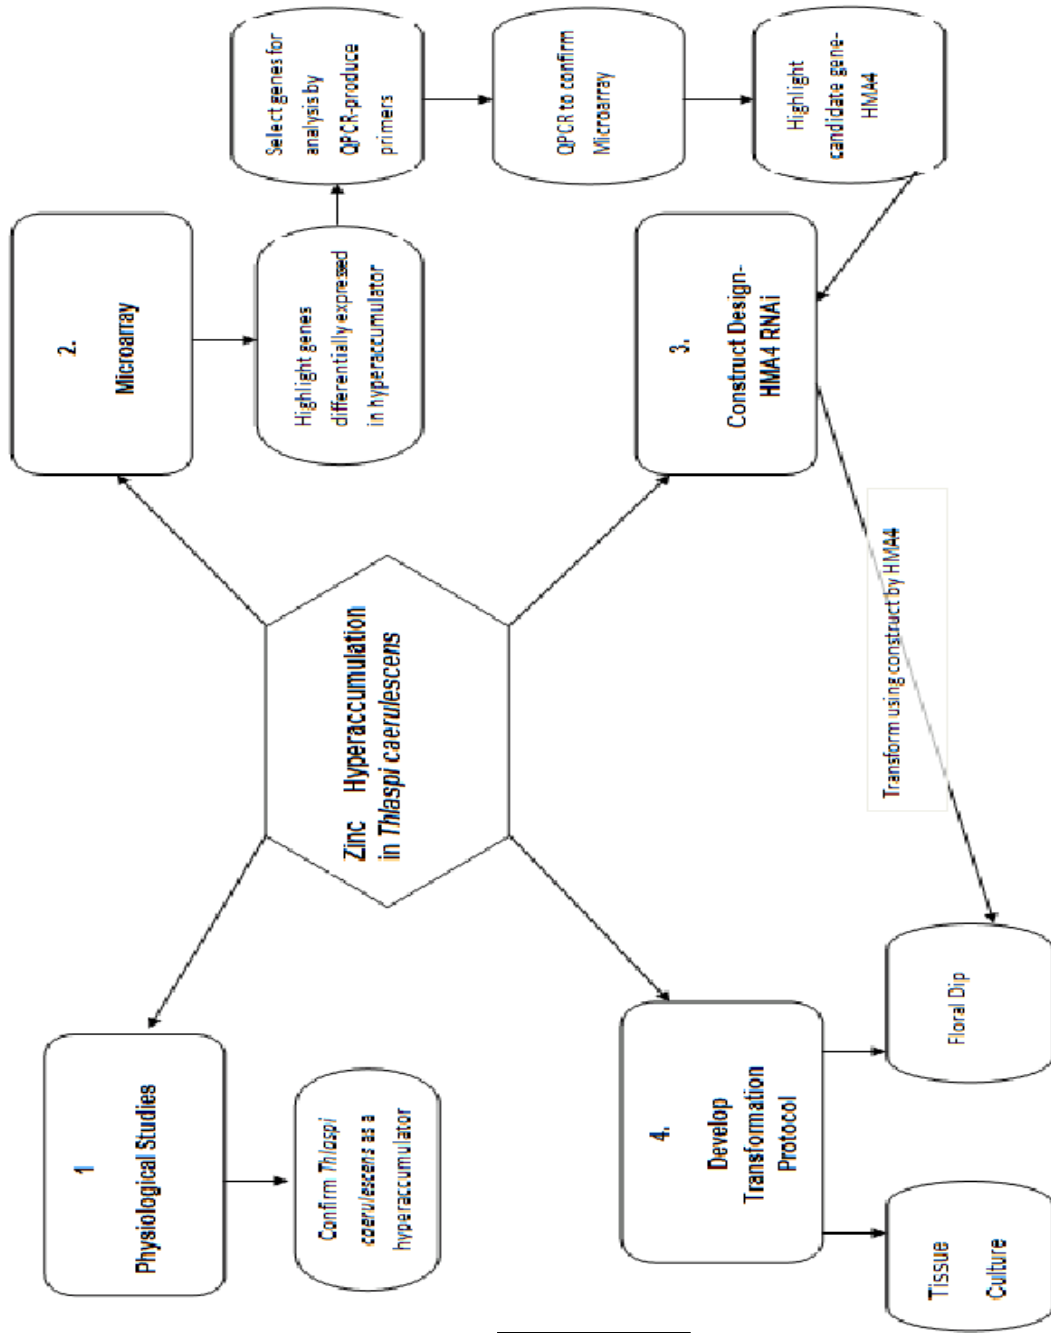 1
Physiological Studies
Confirm Thlaspi
caerulescens as a
hyperaccumulator
2.
Microarray
Highlight genes
differentially expressed
in hyperaccumulator
Select genes for
analysis by
QPCR-produce
primers
QPCR to confirm
Microarray
Highlight
candidate gene-
HMA4
Zinc Hyperaccumulation
in Thlaspi caerulescens
3.
Construct Design-
HMA4 RNAi
Transform using construct by HMA4
4.
Develop
Transformation
Protocol
Tissue
Culture
Floral Dip